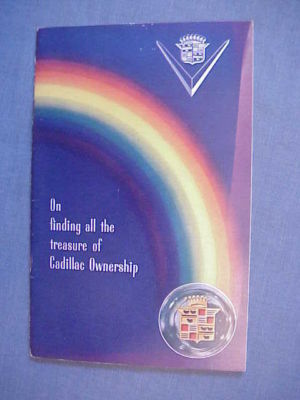 On
finding all the
treasure of
Cadillac Ownership